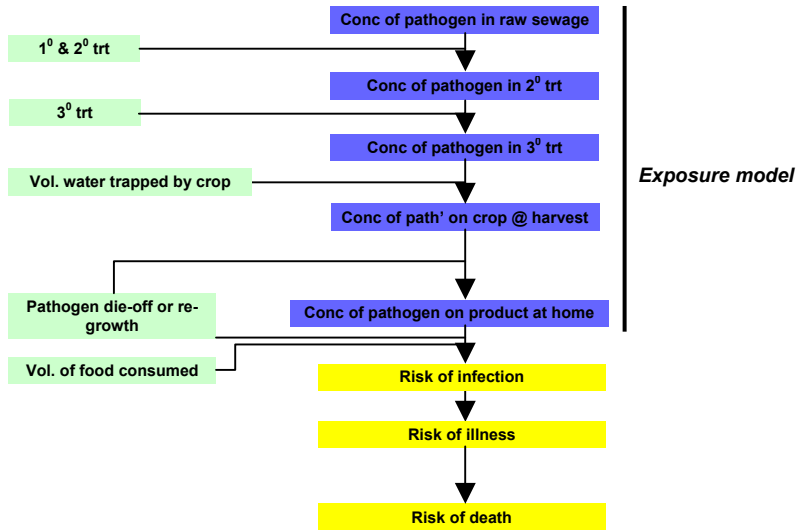 Conc of pathogen in raw sewage
1⁰ & 2⁰ trt
Conc of pathogen in 2⁰ trt
3⁰ trt
Conc of pathogen in 3⁰ trt
Exposure model
Vol. water trapped by crop
Conc of path' on crop @ harvest
Pathogen die-off or re-
growth
Conc of pathogen on product at home
Vol. of food consumed
Risk of infection
Risk of illness
Risk of death